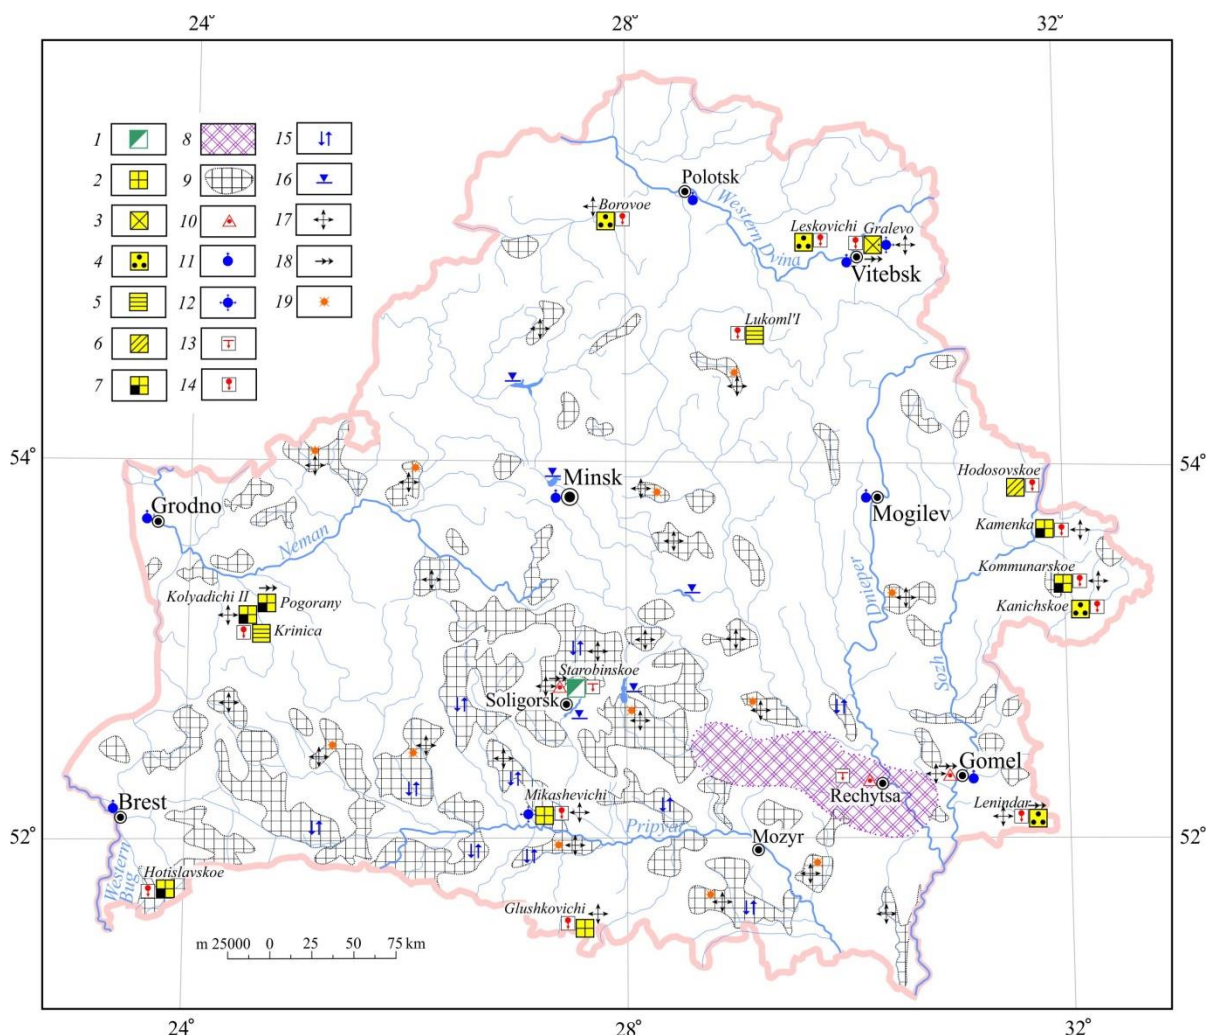 24°
28°
32°
1
8
15
2
9
16
3
10
17
4
11
18
5
12
19
6
13
7
14
Polotsk
Western Dvina
Borovoe
Leskovichi
Gralevo
Vitebsk
Lukoml'I
54°
54°
Minsk
Hodosovskoe
Grodno
Neman
Mogilev
Kamenka
Dnieper
Kommunarskoe
Kolyadichi II
Pogorany
Kanichskoe
Krinica
Sozh
Starobinskoe
Soligorsk
Gomel
Rechytsa
Brest
Mikashevichi
Lenindar
52°
Pripyat
Mozyr
52°
Western Bug
Hotislavskoe
Glushkovichi
m 25000 0 25 50 75 km
24°
28°
32°